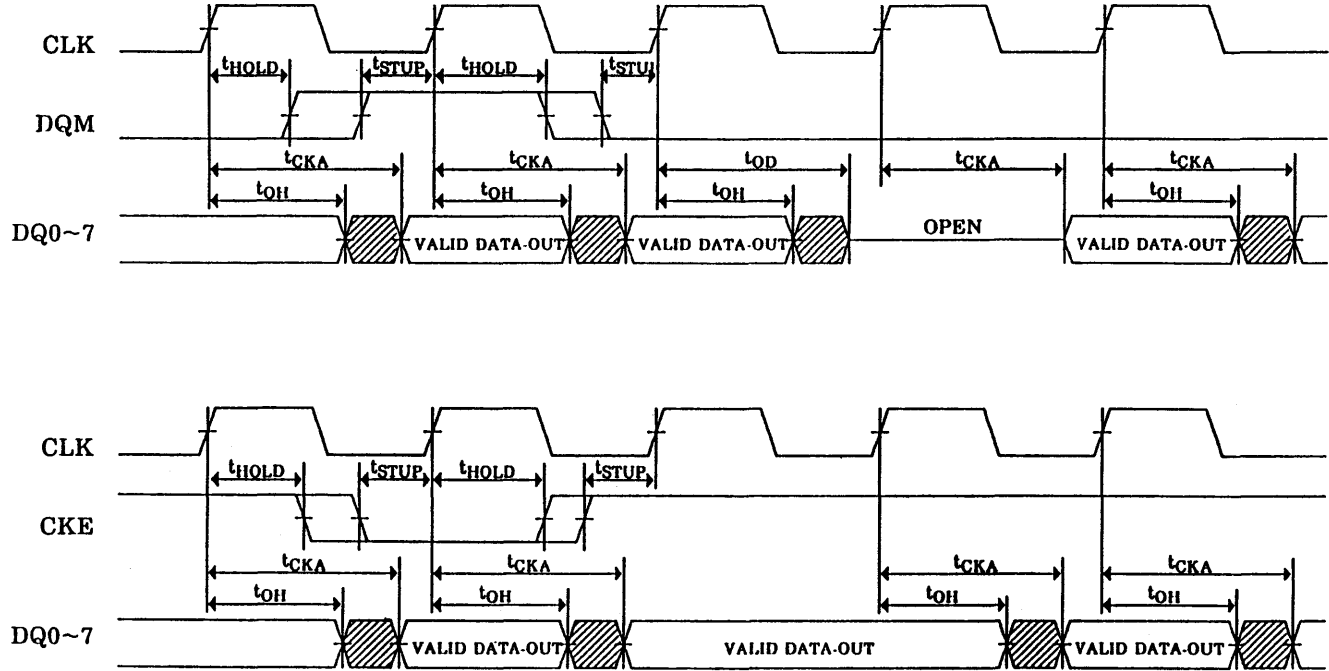 CLK
tHOLD tSTUP tHOLD tSTUI
DQM
tCKA tCKA tOD tCKA tCKA
tOH tOH tOH tOH
DQ0~7 VALID DATA-OUT VALID DATA-OUT OPEN VALID DATA-OUT
CLK
tHOLD tSTUP tHOLD tSTUP
CKE
tCKA tCKA tCKA tCKA
tOH tOH tOH tOH
DQ0~7 VALID DATA-OUT VALID DATA-OUT VALID DATA-OUT